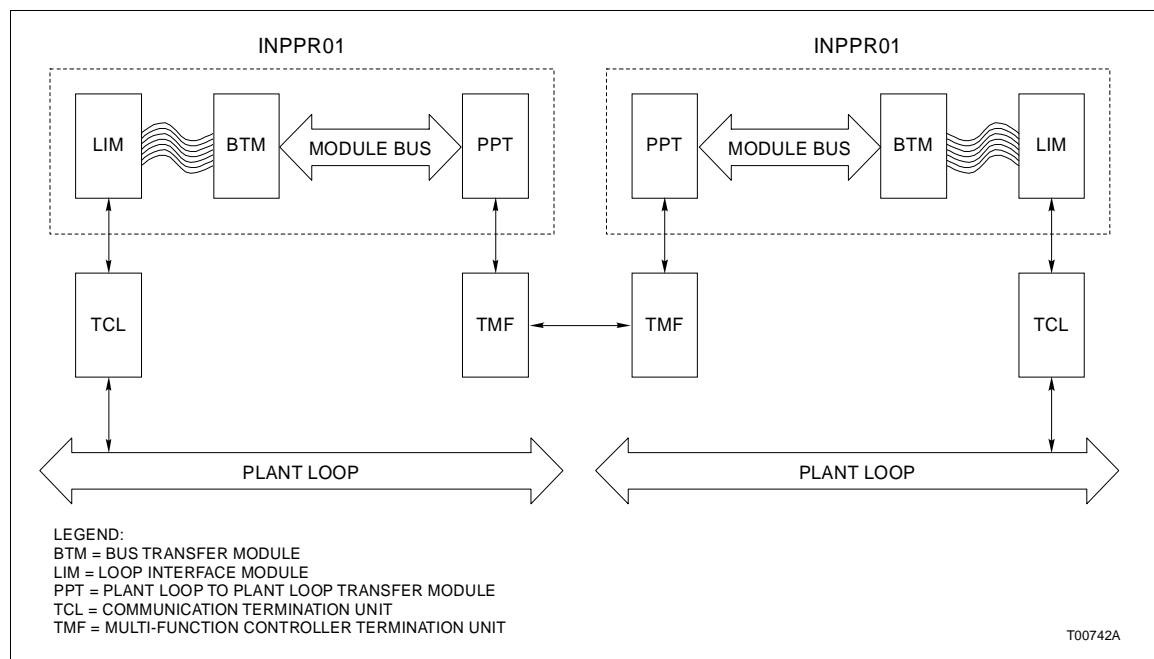 INPPR01 INPPR01
LIM BTM MODULE BUS PPT PPT MODULE BUS BTM LIM
TCL TMF TMF TCL
PLANT LOOP PLANT LOOP
LEGEND:
BTM = BUS TRANSFER MODULE
LIM = LOOP INTERFACE MODULE
PPT = PLANT LOOP TO PLANT LOOP TRANSFER MODULE
TCL = COMMUNICATION TERMINATION UNIT
TMF = MULTI-FUNCTION CONTROLLER TERMINATION UNIT
T00742A